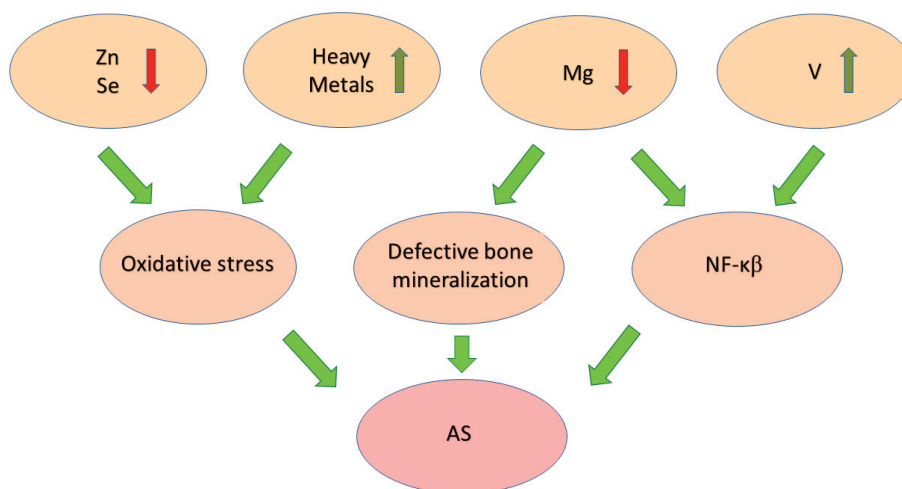 Zn
Se
Heavy
Metals
Mg
V
Oxidative stress
Defective bone
mineralization
NF-κβ
AS